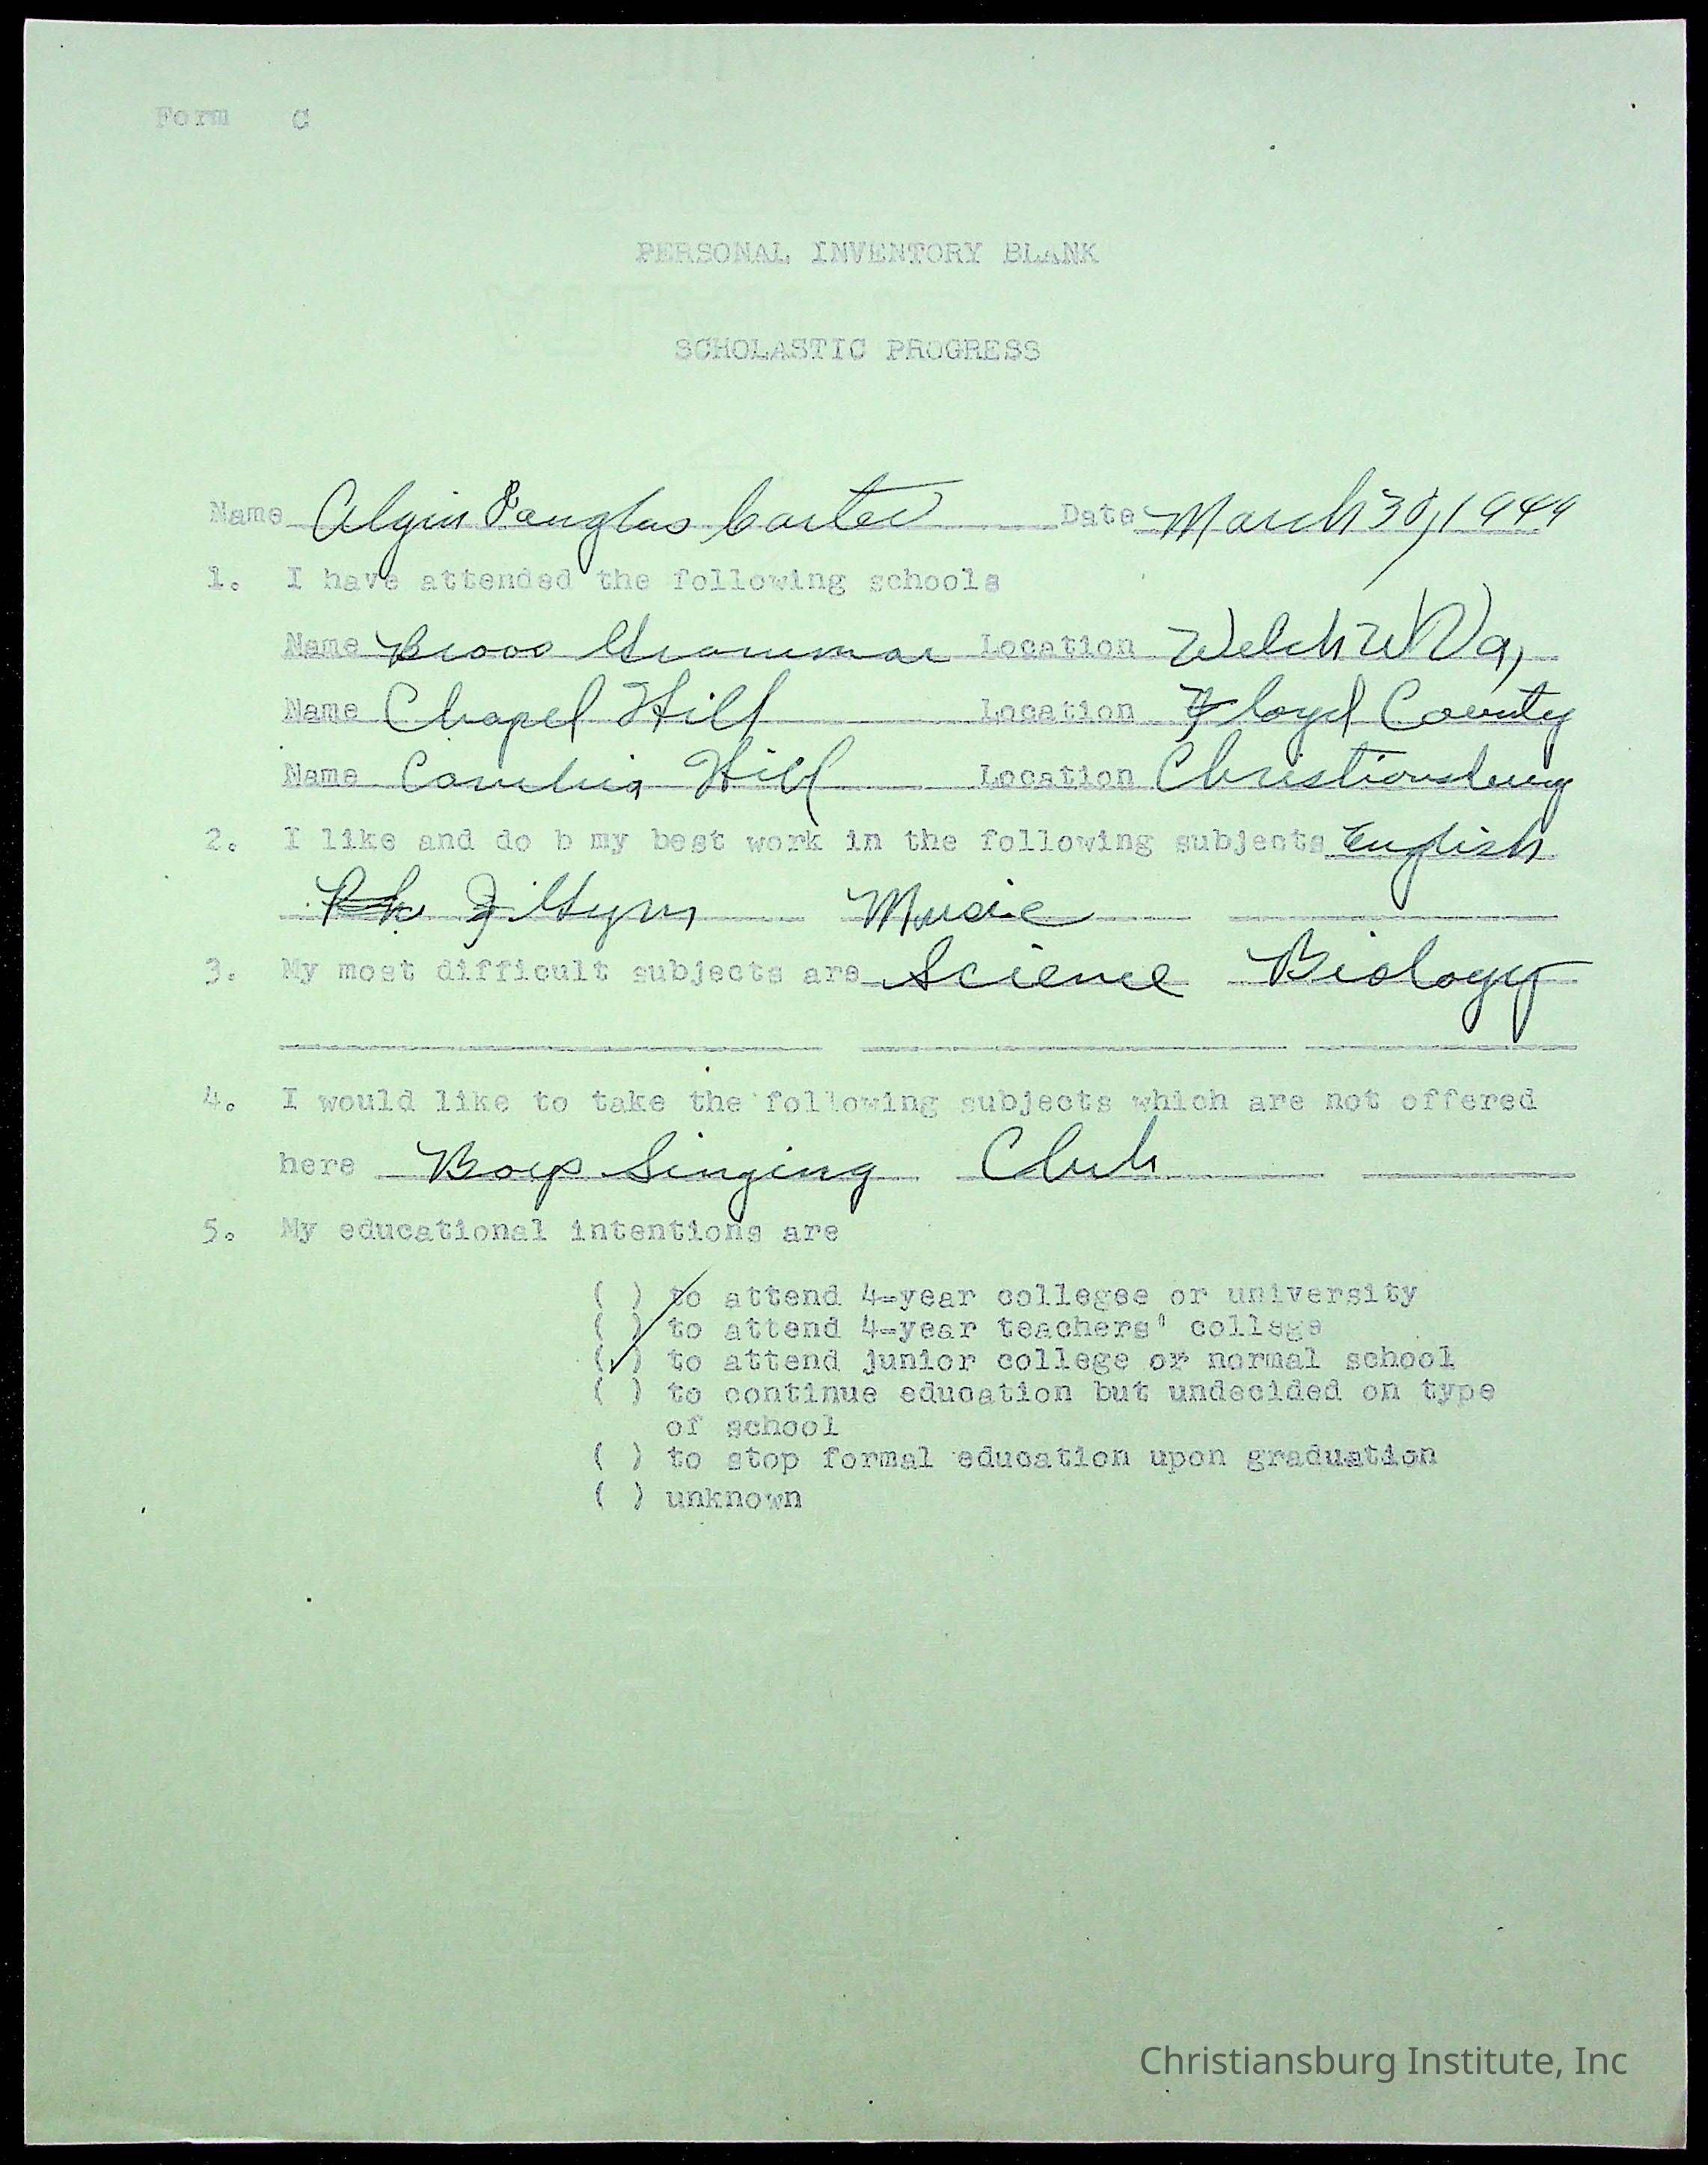 Form C
PERSONAL INVENTORY BLANK
SCHOLASTIC PROGRESS
Name Algin Douglas Carter Date March 30, 1949
1. I have attended the following schools
Name Grammar Location Welch W Va,
Name Chapel Hill Location Floyd County
Name Hill Location Christiansburg
2. I like and do b my best work in the following subjects English
Gym Music
3. My most difficult subjects are Science Biology
4. I would like to take the following subjects which are not offered
here Boys Singing Club
5. My educational intentions are
( ) to attend 4-year colleges or university
( ) to attend 4-year teachers' college
( ) to attend junior college or normal school
( ) to continue education but undecided on type
of school
( ) to stop formal education upon graduation
( ) unknown
Christiansburg Institute, Inc